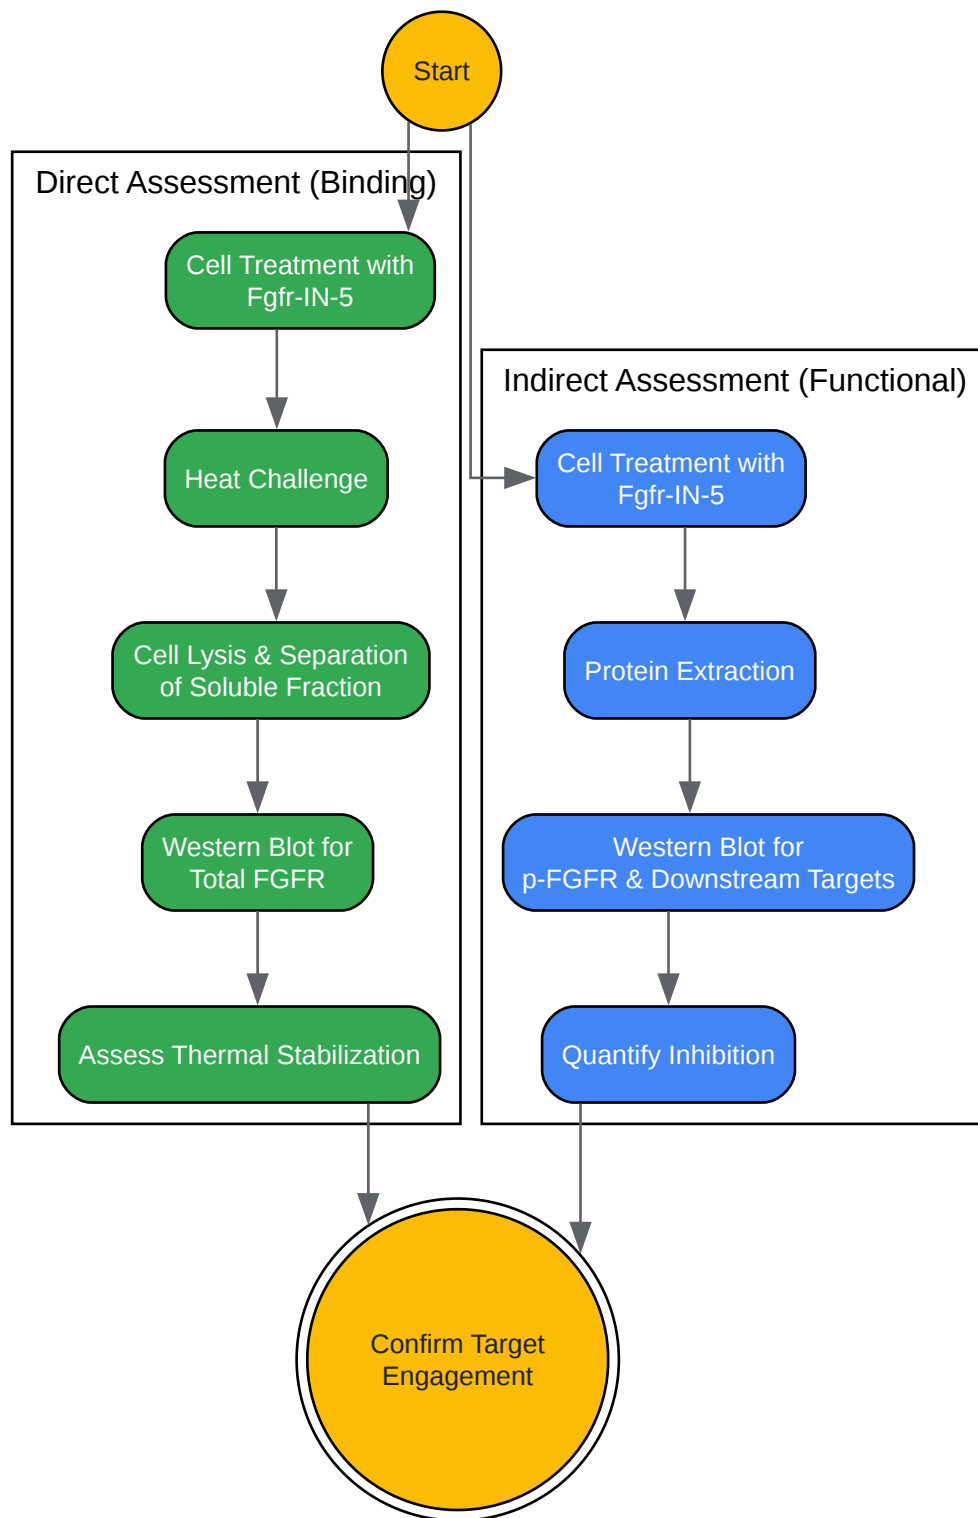 Start
Direct Assessment (Binding)
Cell Treatment with
Fgfr-IN-5
Heat Challenge
Cell Lysis & Separation
of Soluble Fraction
Western Blot for
Total FGFR
Assess Thermal Stabilization
Indirect Assessment (Functional)
Cell Treatment with
Fgfr-IN-5
Protein Extraction
Western Blot for
p-FGFR & Downstream Targets
Quantify Inhibition
Confirm Target
Engagement